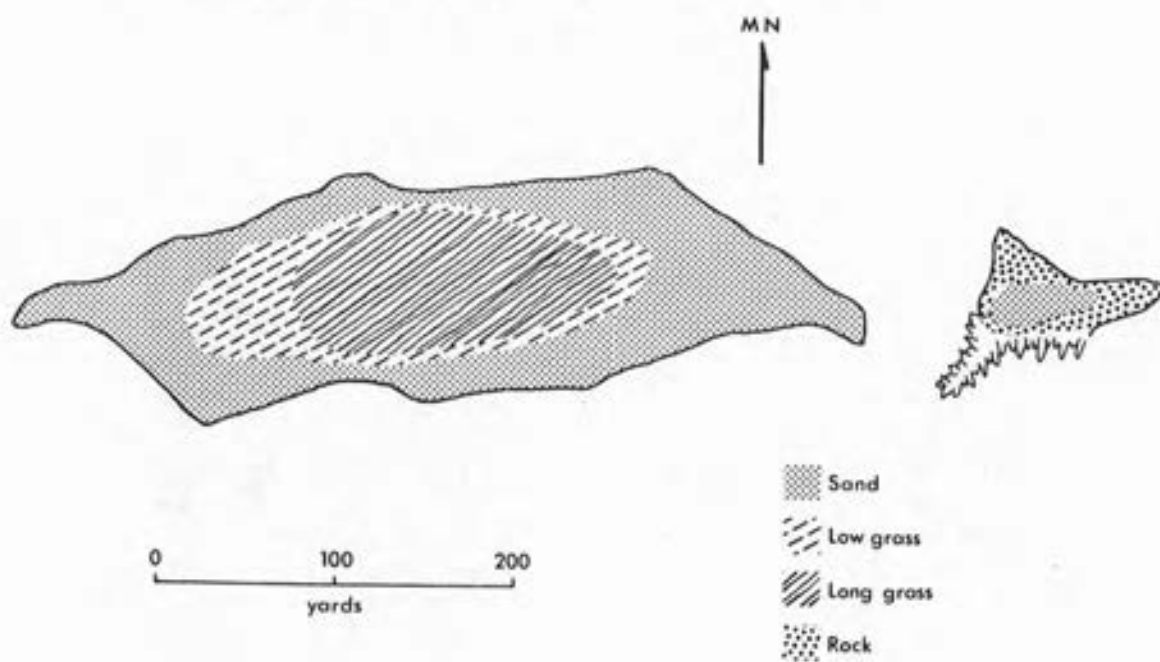 MN
Sand
Low grass
Long grass
Rock
0 100 200
yards